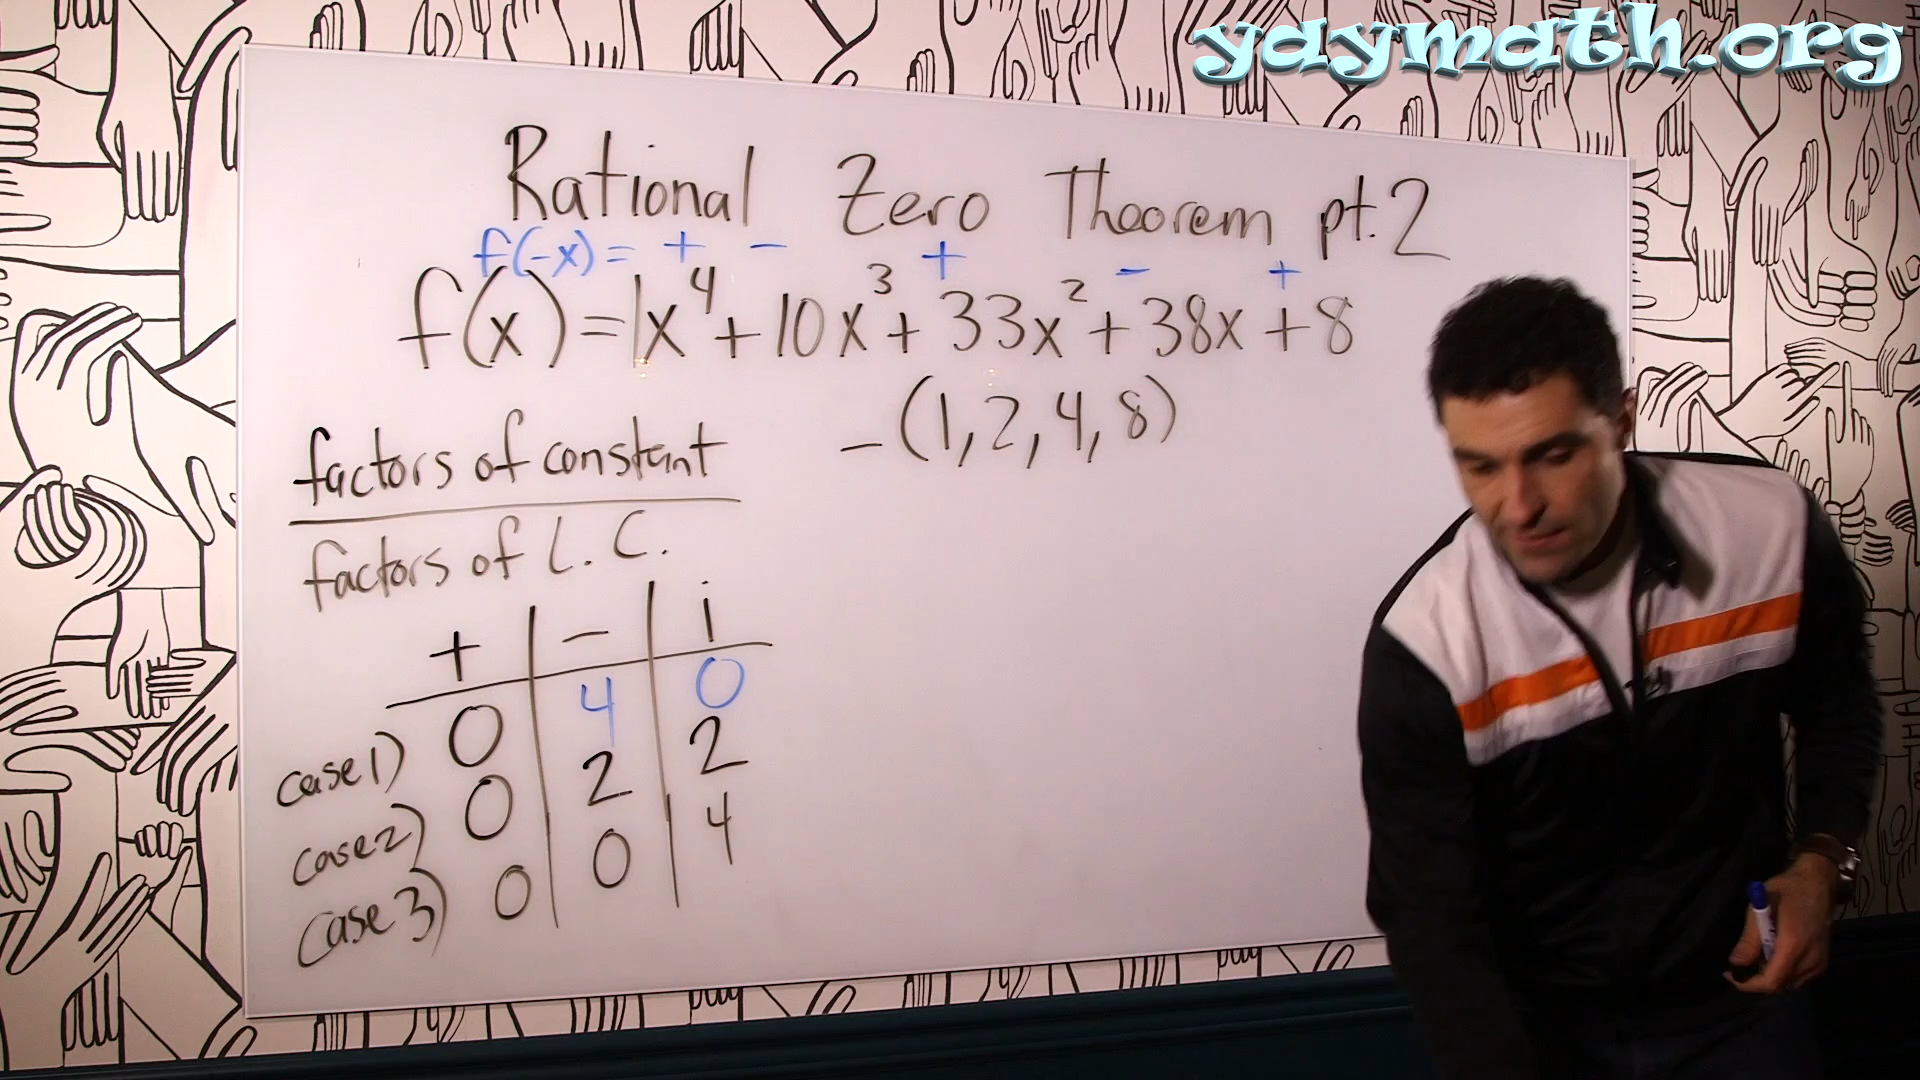 yaymath.org
Rational Zero Theorem pt. 2
f(-x) = + - + - +
f(x) = 1x⁴ + 10x³ + 33x² + 38x + 8
factors of constant
-(1, 2, 4, 8)
factors of L.C.
+ - i
case 1) 0 4 0
case 2) 0 2 2
case 3) 0 0 4